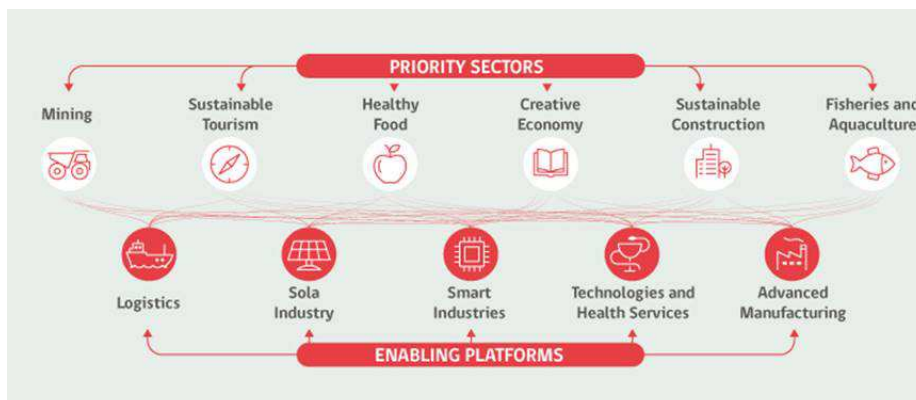 PRIORITY SECTORS
Mining
Sustainable
Tourism
Healthy
Food
Creative
Economy
Sustainable
Construction
Fisheries and
Aquaculture
Logistics
Sola
Industry
Smart
Industries
Technologies and
Health Services
Advanced
Manufacturing
ENABLING PLATFORMS